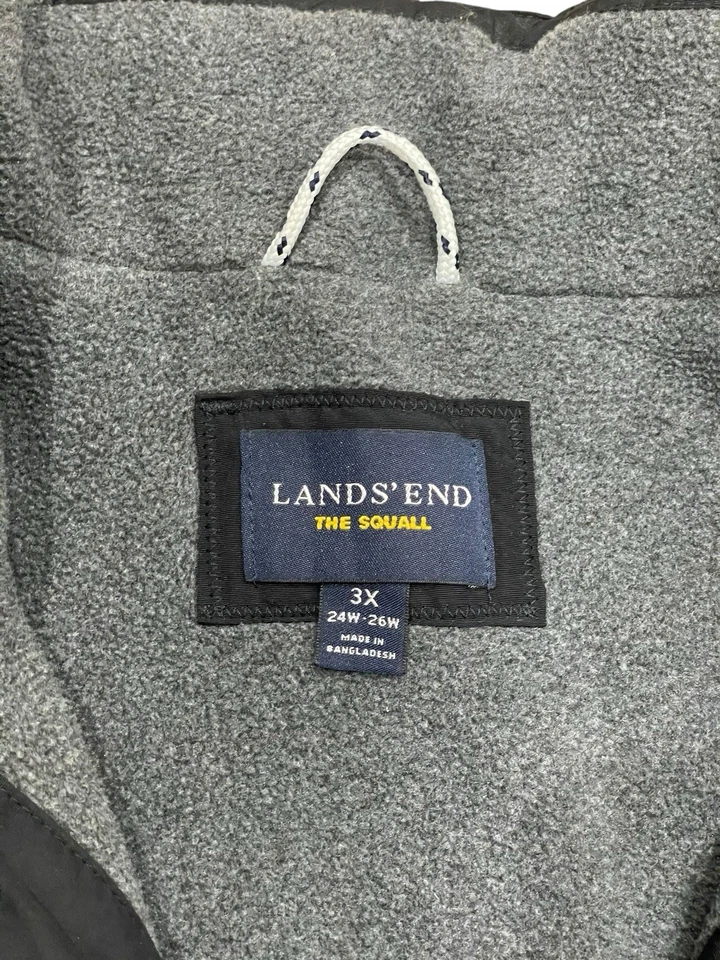 LANDS' END
THE SQUALL
3X
24W-26W
MADE IN
BANGLADESH